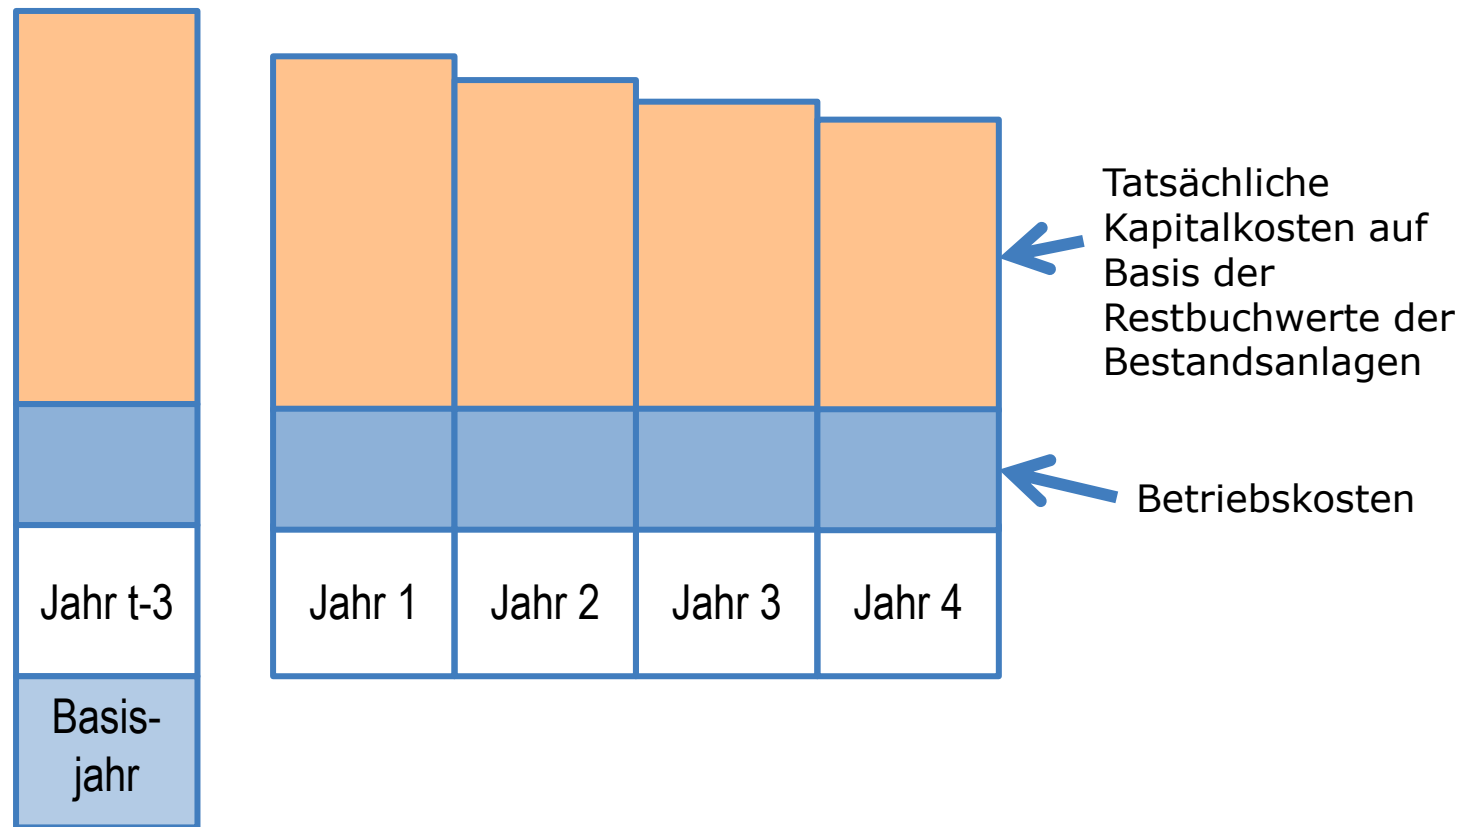 Tatsächliche
Kapitalkosten auf
Basis der
Restbuchwerte der
Bestandsanlagen
Betriebskosten
Jahr t-3
Jahr 1
Jahr 2
Jahr 3
Jahr 4
Basis-
jahr